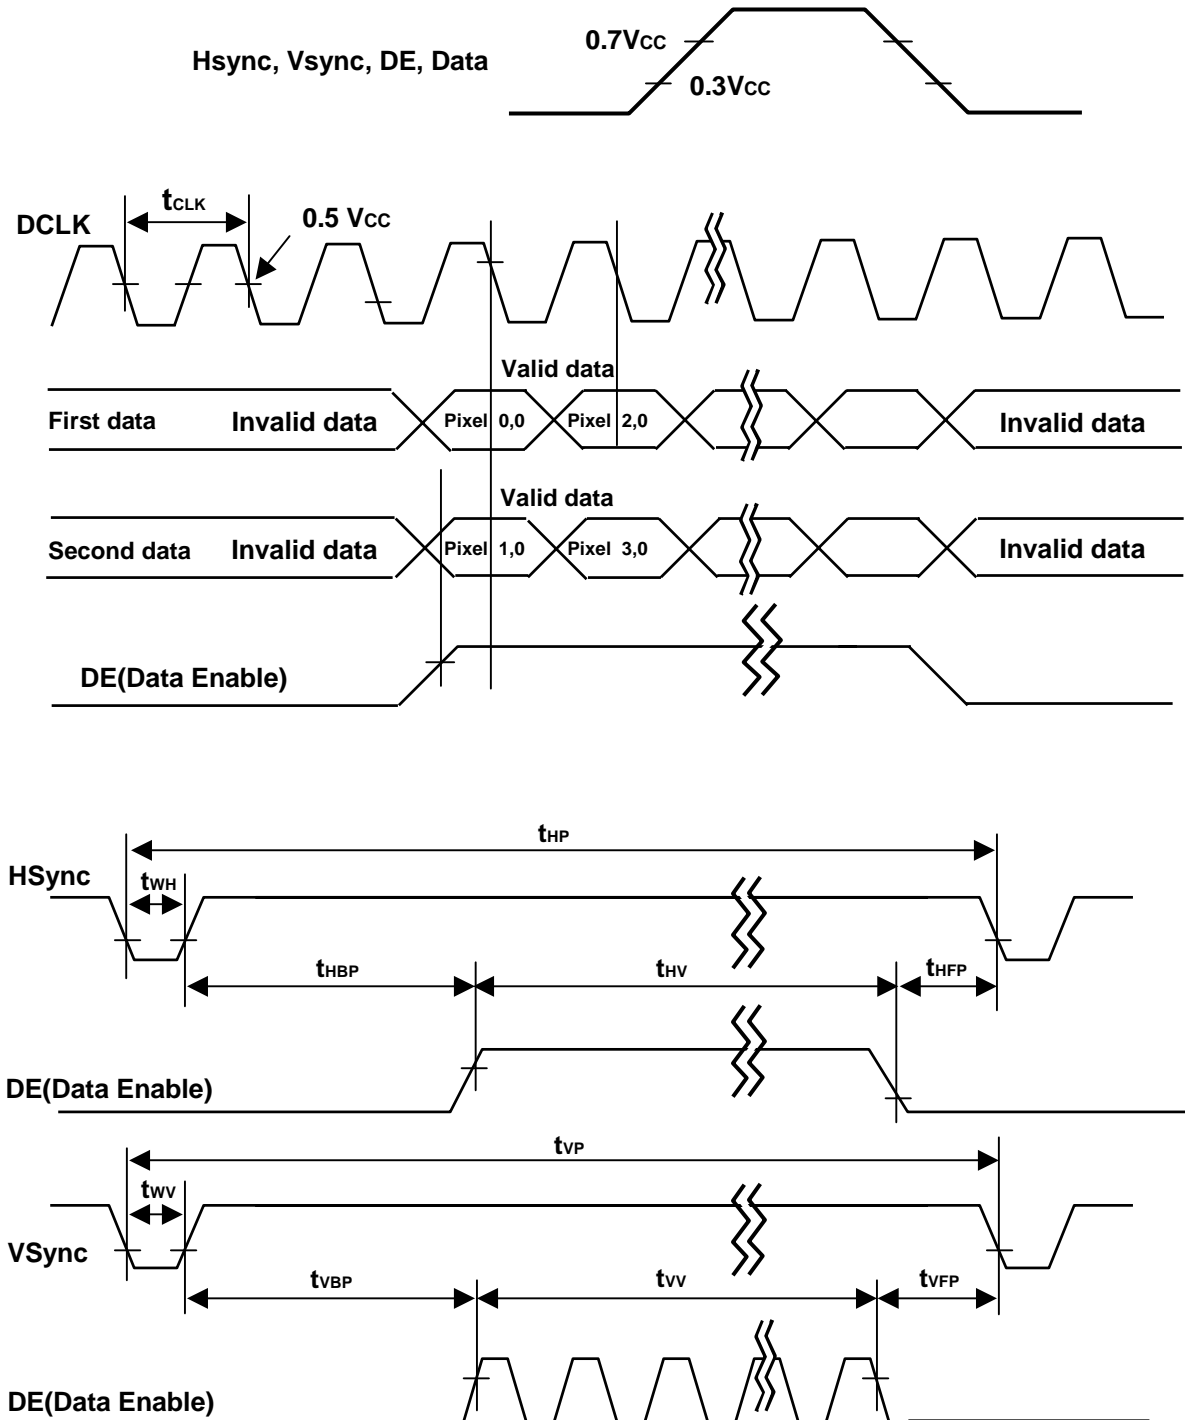 0.7VCC
Hsync, Vsync, DE, Data
0.3VCC
tCLK
DCLK
0.5 VCC
Valid data
First data
Invalid data
Pixel 0,0
Pixel 2,0
Invalid data
Valid data
Second data
Invalid data
Pixel 1,0
Pixel 3,0
Invalid data
DE(Data Enable)
tHP
HSync
tWH
tHBP
tHV
tHFP
DE(Data Enable)
tVP
tWV
VSync
tVBP
tVV
tVFP
DE(Data Enable)